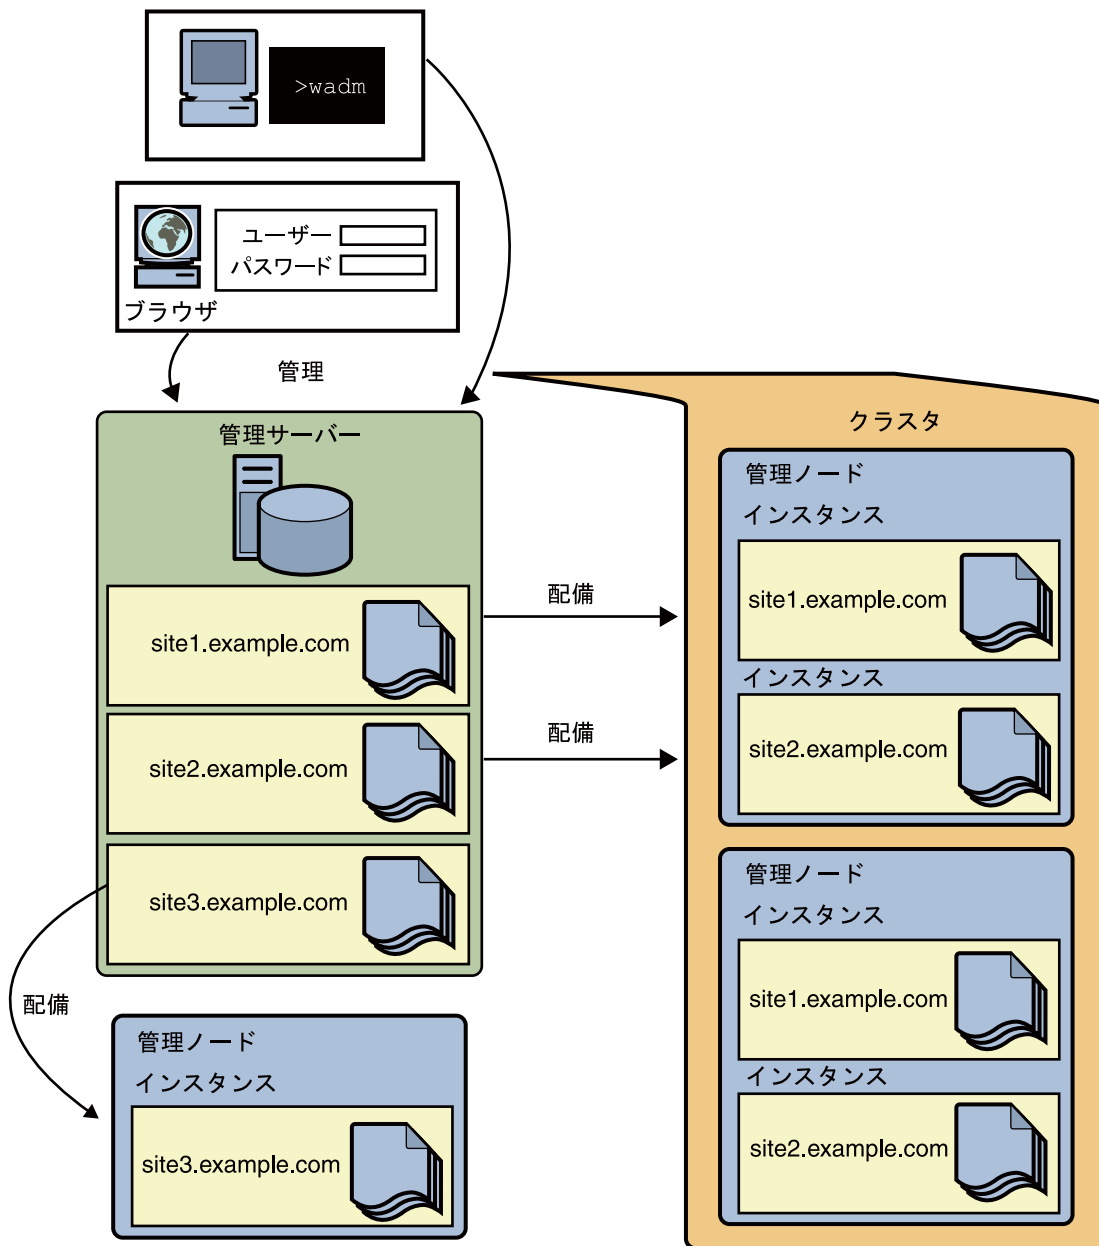 >wadm
ユーザー
パスワード
ブラウザ
管理
管理サーバー
site1.example.com
site2.example.com
site3.example.com
配備
配備
配備
管理ノード
インスタンス
site3.example.com
クラスタ
管理ノード
インスタンス
site1.example.com
インスタンス
site2.example.com
管理ノード
インスタンス
site1.example.com
インスタンス
site2.example.com